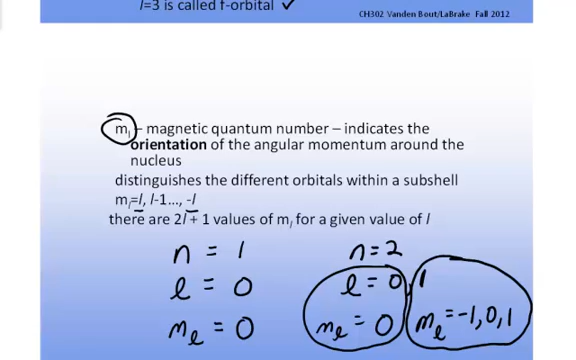 l=3 is called f-orbital ✓
CH302 Vanden Bout/LaBrake Fall 2012
mₗ – magnetic quantum number – indicates the
orientation of the angular momentum around the
nucleus
distinguishes the different orbitals within a subshell
mₗ=l, l-1…, -l
there are 2l + 1 values of mₗ for a given value of l
n = 1
l = 0
mₗ = 0
n = 2
l = 0, 1
mₗ = 0
mₗ = -1, 0, 1